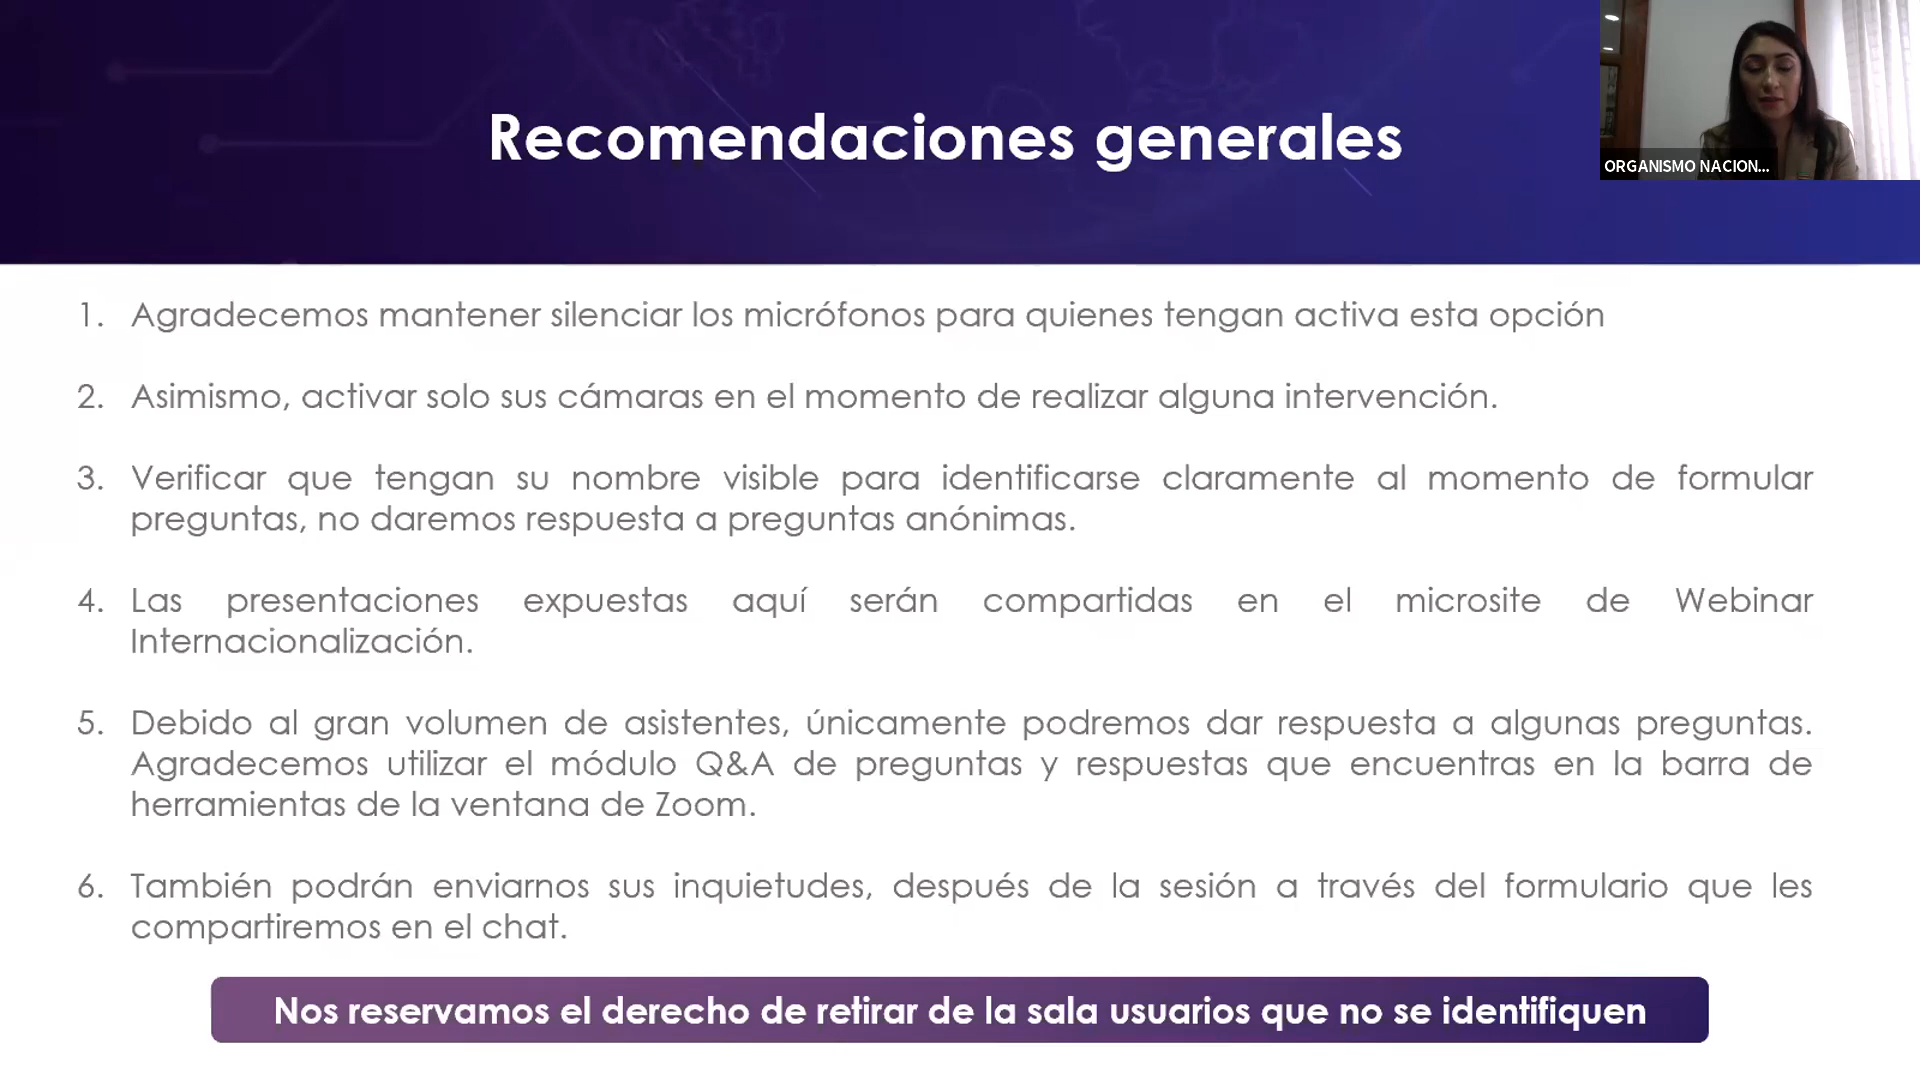 Recomendaciones generales
ORGANISMO NACION...
1. Agradecemos mantener silenciar los micrófonos para quienes tengan activa esta opción
2. Asimismo, activar solo sus cámaras en el momento de realizar alguna intervención.
3. Verificar que tengan su nombre visible para identificarse claramente al momento de formular
preguntas, no daremos respuesta a preguntas anónimas.
4. Las presentaciones expuestas aquí serán compartidas en el microsite de Webinar
Internacionalización.
5. Debido al gran volumen de asistentes, únicamente podremos dar respuesta a algunas preguntas.
Agradecemos utilizar el módulo Q&A de preguntas y respuestas que encuentras en la barra de
herramientas de la ventana de Zoom.
6. También podrán enviarnos sus inquietudes, después de la sesión a través del formulario que les
compartiremos en el chat.
Nos reservamos el derecho de retirar de la sala usuarios que no se identifiquen